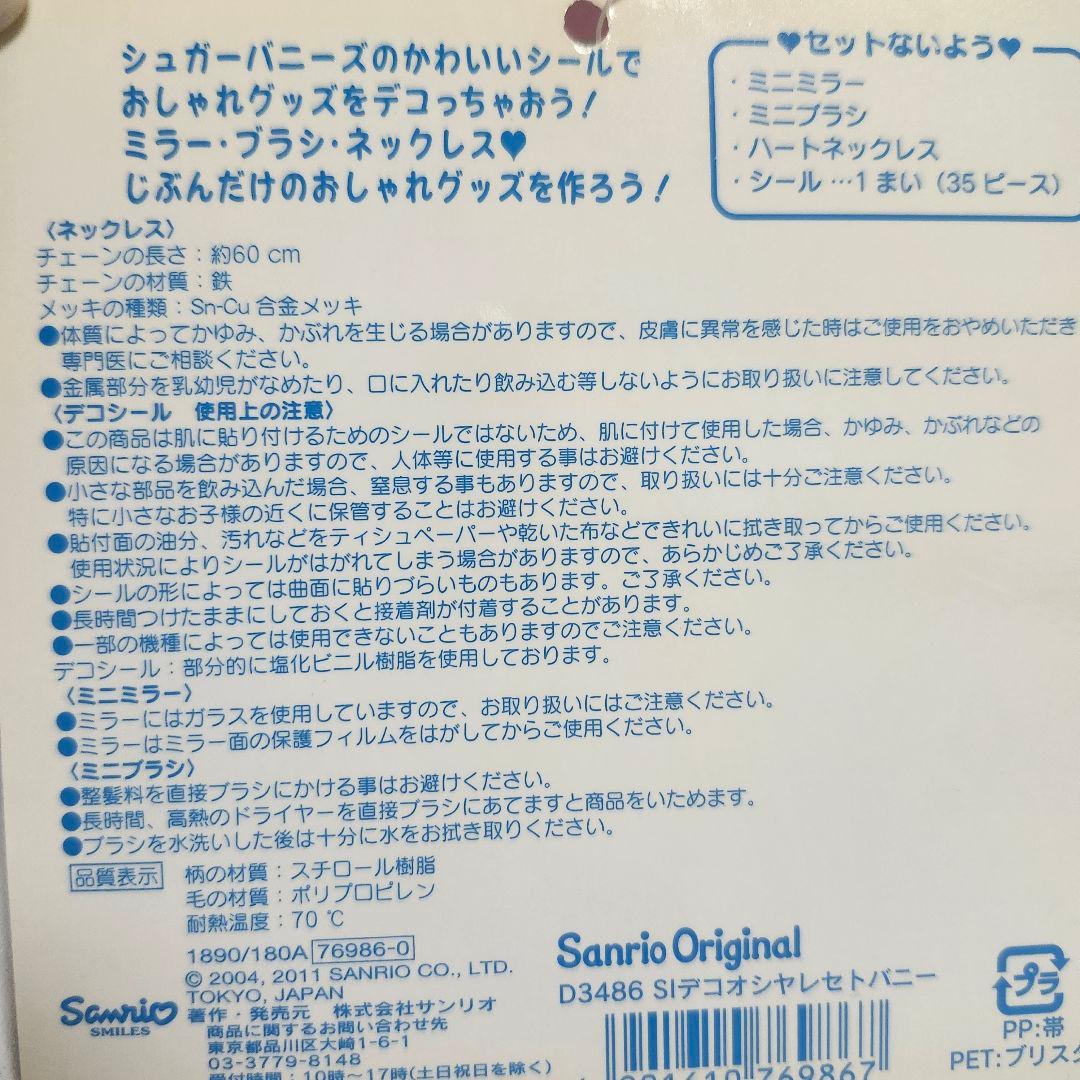 シュガーバニーズのかわいいシールで
おしゃれグッズをデコっちゃおう!
ミラー・ブラシ・ネックレス♥
じぶんだけのおしゃれグッズを作ろう!
♥セットないよう♥
・ミニミラー
・ミニブラシ
・ハートネックレス
・シール …1まい(35ピース)
〈ネックレス〉
チェーンの長さ:約60 cm
チェーンの材質:鉄
メッキの種類:Sn-Cu 合金メッキ
●体質によってかゆみ、かぶれを生じる場合がありますので、皮膚に異常を感じた時はご使用をおやめいただき
専門医にご相談ください。
●金属部分を乳幼児がなめたり、口に入れたり飲み込む等しないようにお取り扱いに注意してください。
〈デコシール 使用上の注意〉
●この商品は肌に貼り付けるためのシールではないため、肌に付けて使用した場合、かゆみ、かぶれなどの
原因になる場合がありますので、人体等に使用する事はお避けください。
●小さな部品を飲み込んだ場合、窒息する事もありますので、取り扱いには十分ご注意ください。
特に小さなお子様の近くに保管することはお避けください。
●貼付面の油分、汚れなどをティシュペーパーや乾いた布などできれいに拭き取ってからご使用ください。
使用状況によりシールがはがれてしまう場合がありますので、あらかじめご了承ください。
●シールの形によっては曲面に貼りづらいものもあります。ご了承ください。
●長時間つけたままにしておくと接着剤が付着することがあります。
●一部の機種によっては使用できないこともありますのでご注意ください。
デコシール:部分的に塩化ビニル樹脂を使用しております。
〈ミニミラー〉
●ミラーにはガラスを使用していますので、お取り扱いにはご注意ください。
●ミラーはミラー面の保護フィルムをはがしてからご使用ください。
〈ミニブラシ〉
●整髪料を直接ブラシにかける事はお避けください。
●長時間、高熱のドライヤーを直接ブラシにあてますと商品をいためます。
●ブラシを水洗いした後は十分に水をお拭き取りください。
品質表示
柄の材質:スチロール樹脂
毛の材質:ポリプロピレン
耐熱温度:70 ℃
1890/180A 76986-0
© 2004, 2011 SANRIO CO., LTD.
TOKYO, JAPAN
著作・発売元 株式会社サンリオ
商品に関するお問い合わせ先
東京都品川区大崎1-6-1
03-3779-8148
受付時間:10時〜17時(土日祝日を除く)
Sanrio
SMILES
Sanrio Original
D3486 SIデコオシヤレセトバニー
769867
プラ
PP:帯
PET:ブリスタ